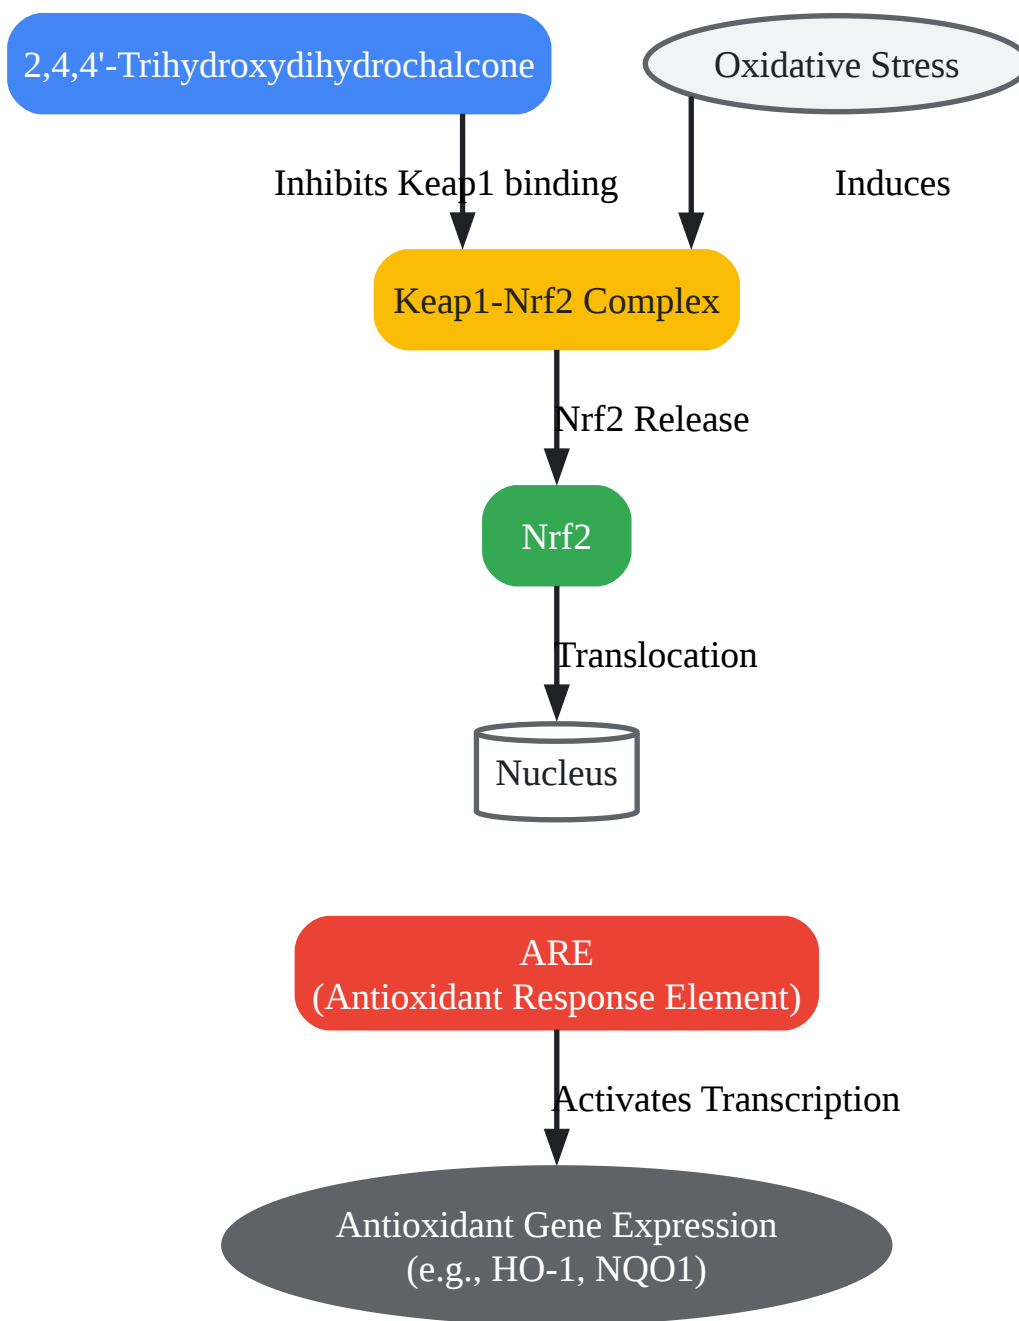 2,4,4'-Trihydroxydihydrochalcone
Oxidative Stress
Inhibits Keap1 binding
Induces
Keap1-Nrf2 Complex
Nrf2 Release
Nrf2
Translocation
Nucleus
ARE
(Antioxidant Response Element)
Activates Transcription
Antioxidant Gene Expression
(e.g., HO-1, NQO1)